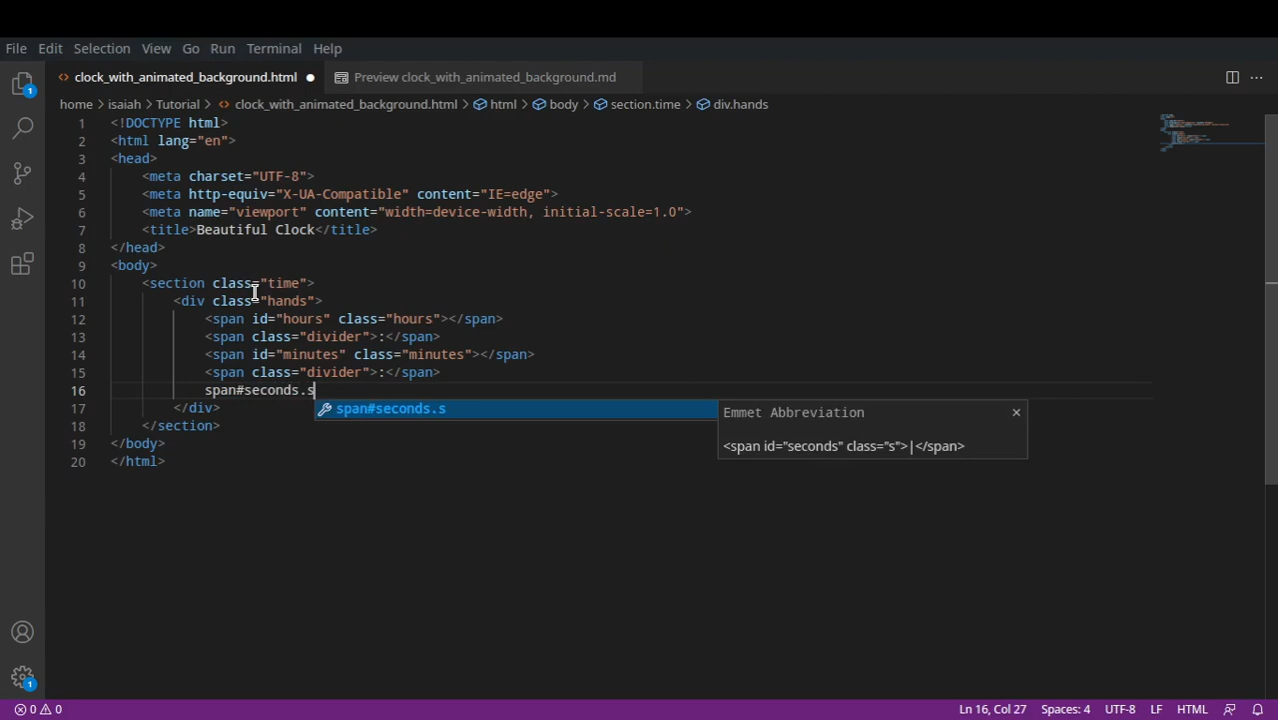 File Edit Selection View Go Run Terminal Help
clock_with_animated_background.html Preview clock_with_animated_background.md
home isaiah Tutorial clock_with_animated_background.html html body section.time div.hands
1 <!DOCTYPE html>
2 <html lang="en">
3 <head>
4 <meta charset="UTF-8">
5 <meta http-equiv="X-UA-Compatible" content="IE=edge">
6 <meta name="viewport" content="width=device-width, initial-scale=1.0">
7 <title>Beautiful Clock</title>
8 </head>
9 <body>
10 <section class="time">
11 <div class="hands">
12 <span id="hours" class="hours"></span>
13 <span class="divider">:</span>
14 <span id="minutes" class="minutes"></span>
15 <span class="divider">:</span>
16 span#seconds.s
span#seconds.s Emmet Abbreviation
<span id="seconds" class="s">|</span>
17 </div>
18 </section>
19 </body>
20 </html>
1
1
0 0 Ln 16, Col 27 Spaces: 4 UTF-8 LF HTML